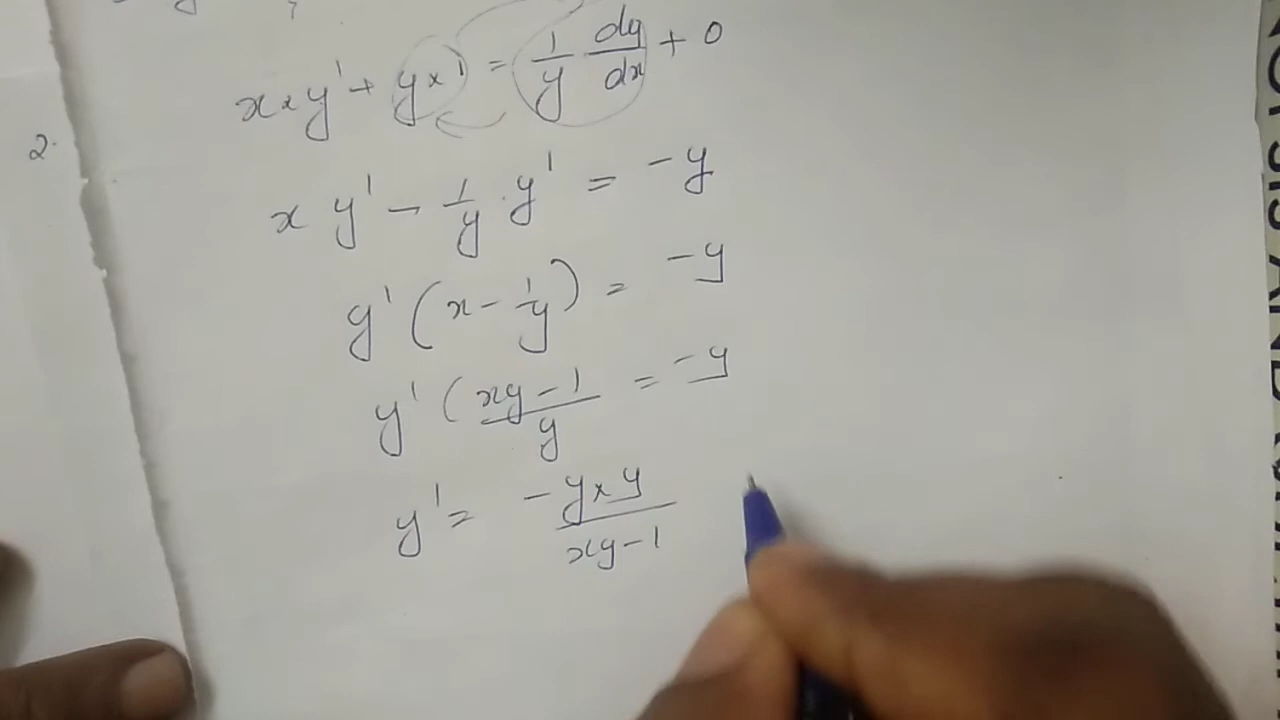 2.
x × y' + y × 1 = 1/y dy/dx + 0
x y' - 1/y . y' = -y
y' (x - 1/y) = -y
y' (xy - 1/y = -y
y' = -y × y/xy - 1